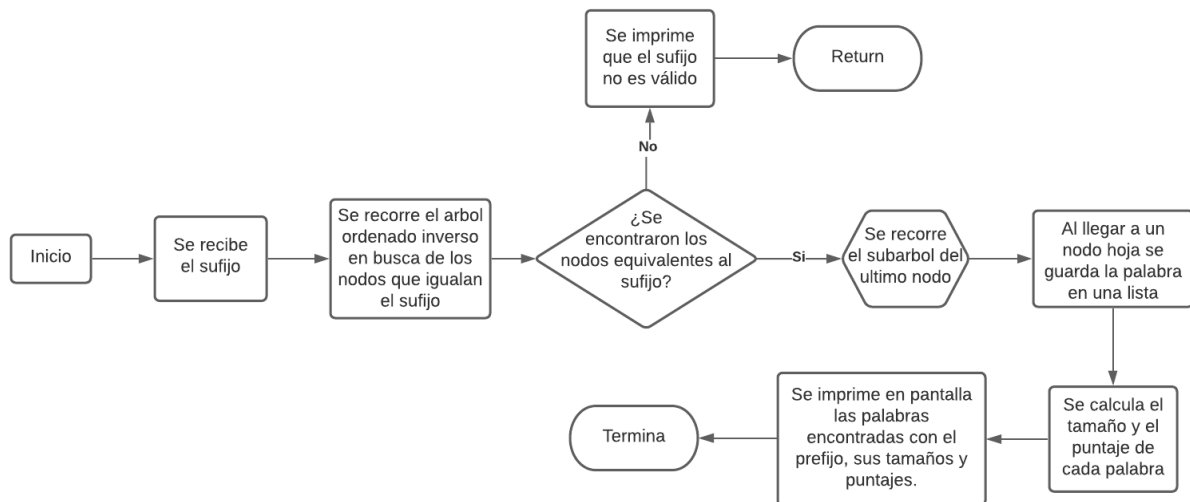 Inicio
Se recibe
el sufijo
Se recorre el arbol
ordenado inverso
en busca de los
nodos que igualan
el sufijo
¿Se
encontraron los
nodos equivalentes al
sufijo?
No
Se imprime
que el sufijo
no es válido
Return
Si
Se recorre
el subarbol del
ultimo nodo
Al llegar a un
nodo hoja se
guarda la palabra
en una lista
Se calcula el
tamaño y el
puntaje de
cada palabra
Se imprime en pantalla
las palabras
encontradas con el
prefijo, sus tamaños y
puntajes.
Termina